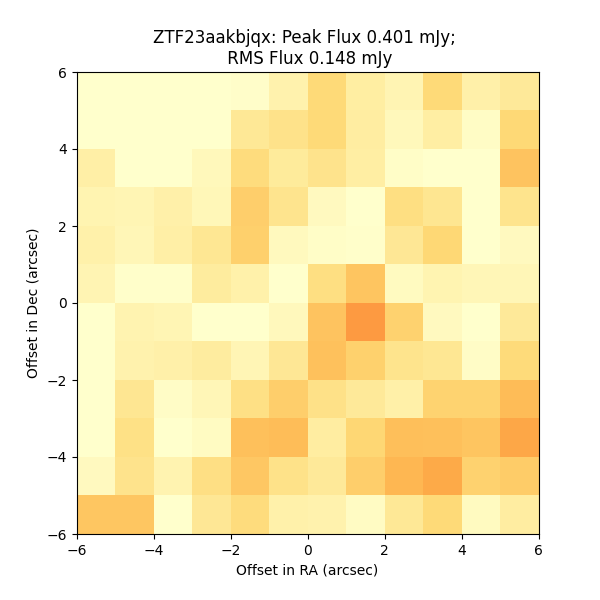 ZTF23aakbjqx: Peak Flux 0.401 mJy;
RMS Flux 0.148 mJy
6
4
2
0
−2
−4
−6
Offset in Dec (arcsec)
−6 −4 −2 0 2 4 6
Offset in RA (arcsec)